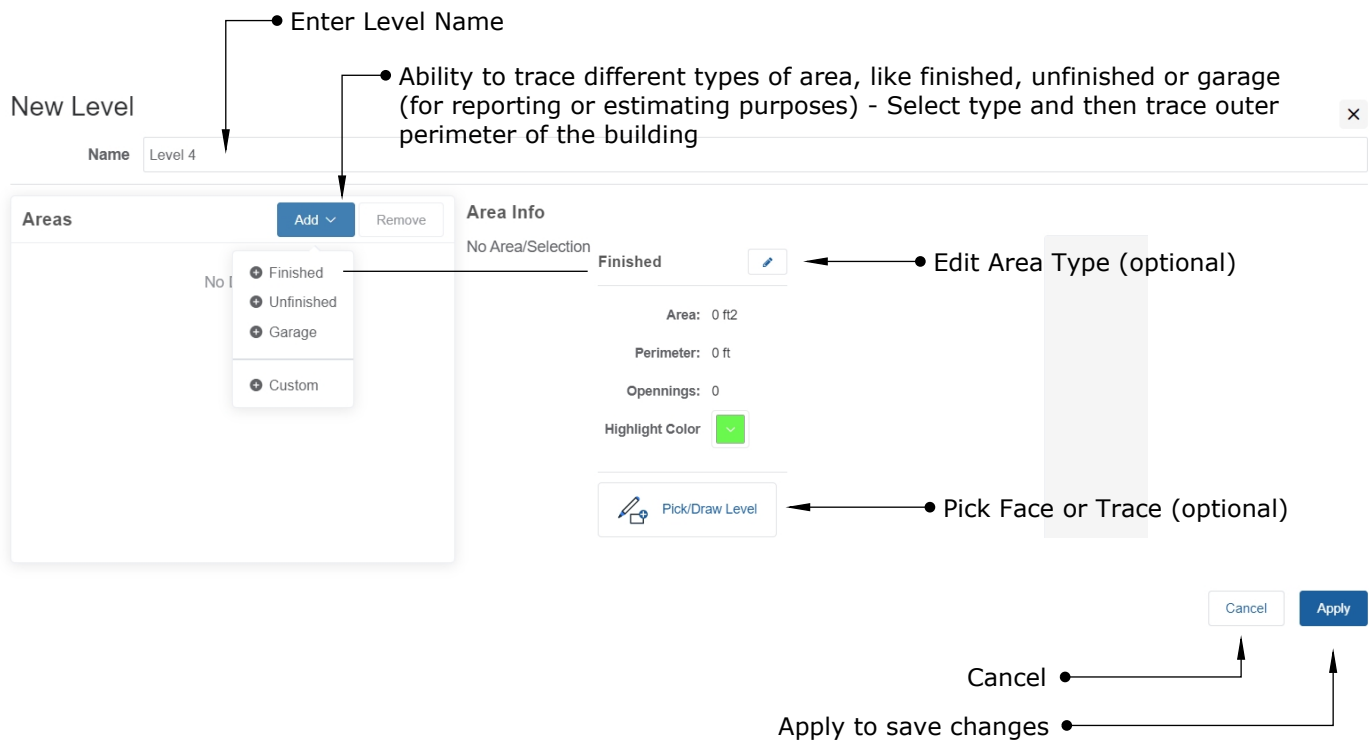 Enter Level Name
Ability to trace different types of area, like finished, unfinished or garage
(for reporting or estimating purposes) - Select type and then trace outer
perimeter of the building
New Level
×
Name
Level 4
Areas
Add
Remove
No
Finished
Unfinished
Garage
Custom
Area Info
No Area/Selection
Finished
Edit Area Type (optional)
Area: 0 ft2
Perimeter: 0 ft
Opennings: 0
Highlight Color
Pick/Draw Level
Pick Face or Trace (optional)
Cancel
Apply
Cancel
Apply to save changes